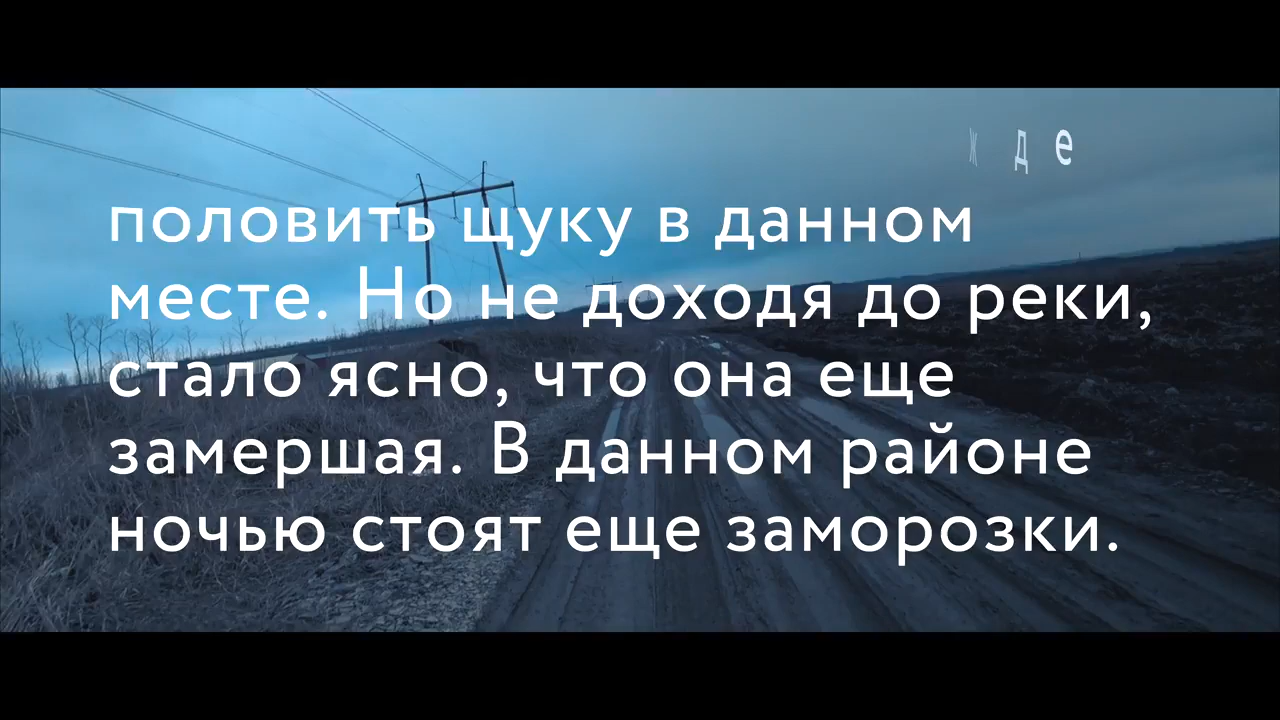 жде
половить щуку в данном
месте. Но не доходя до реки,
стало ясно, что она еще
замершая. В данном районе
ночью стоят еще заморозки.